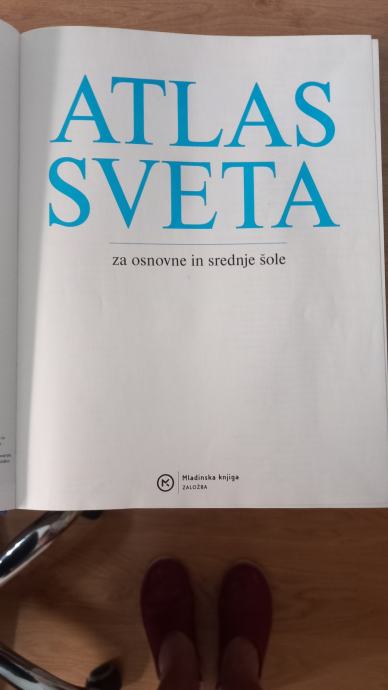 ATLAS
SVETA
za osnovne in srednje šole
Mladinska knjiga
ZALOŽBA